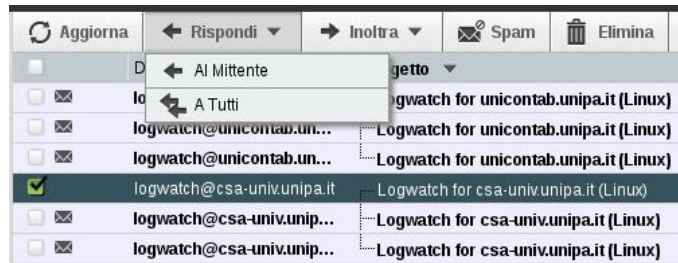 Aggiorna Rispondi Inoltra Spam Elimina
D getto
Al Mittente
A Tutti
lo ogwatch for unicontab.unipa.it (Linux)
logwatch@unicontab.un... Logwatch for unicontab.unipa.it (Linux)
logwatch@unicontab.un... Logwatch for unicontab.unipa.it (Linux)
logwatch@csa-univ.unipa.it Logwatch for csa-univ.unipa.it (Linux)
logwatch@csa-univ.unip... Logwatch for csa-univ.unipa.it (Linux)
logwatch@csa-univ.unip... Logwatch for csa-univ.unipa.it (Linux)